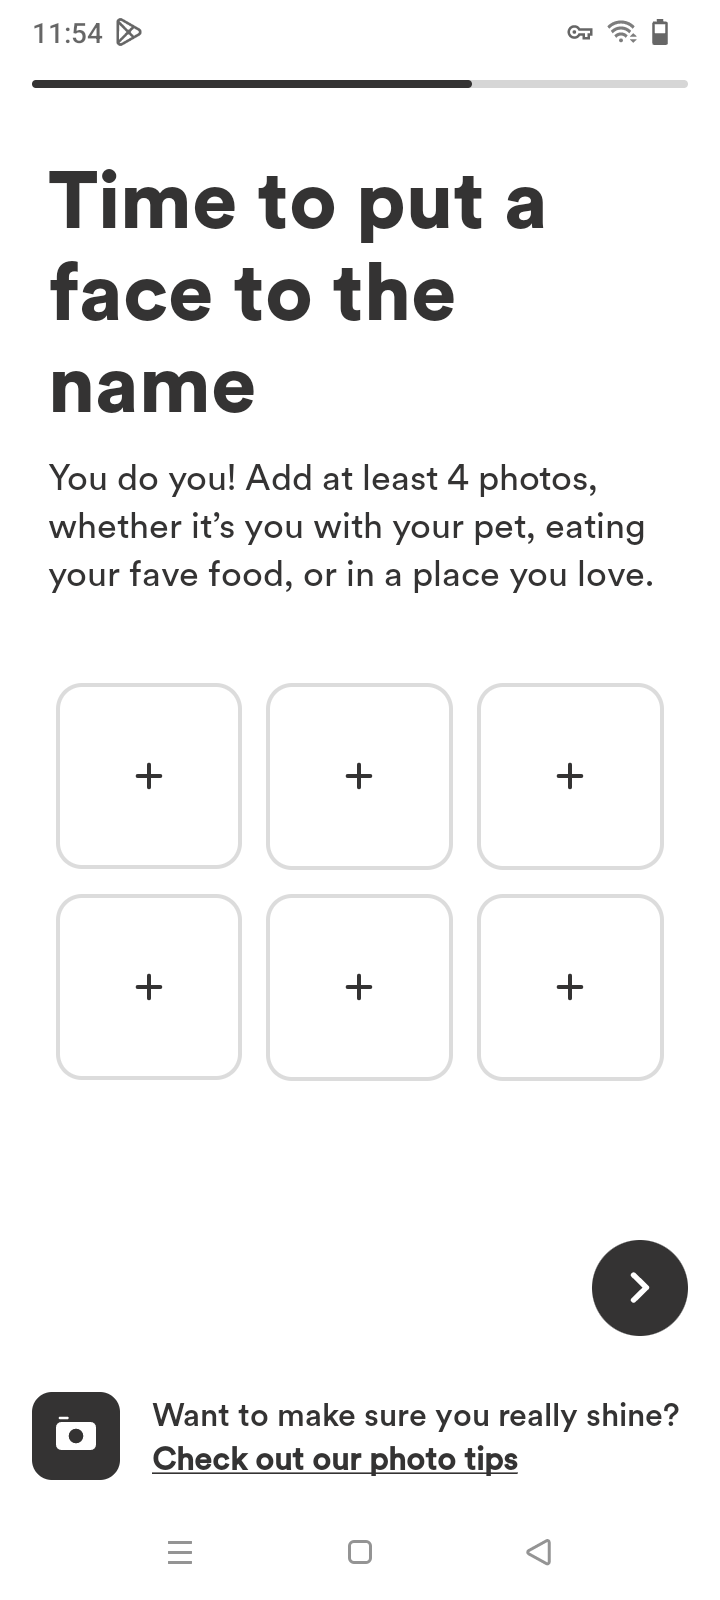 11:54
Time to put a
face to the
name
You do you! Add at least 4 photos,
whether it’s you with your pet, eating
your fave food, or in a place you love.
Want to make sure you really shine?
Check out our photo tips